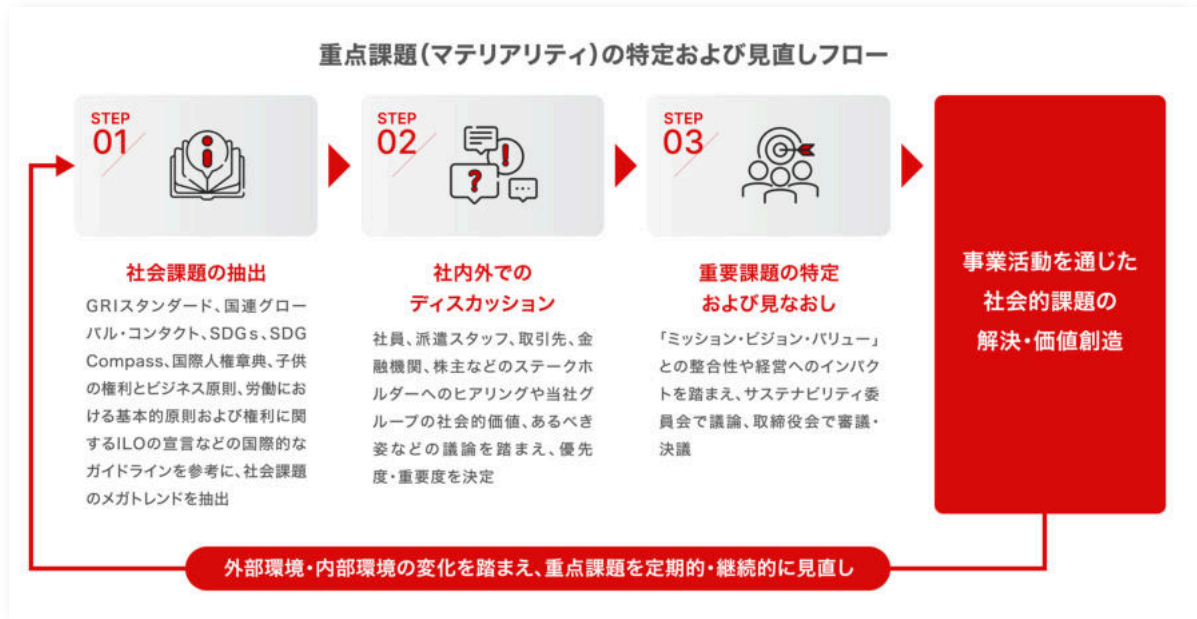 重点課題(マテリアリティ)の特定および見直しフロー
STEP
01
社会課題の抽出
GRIスタンダード、国連グロー
バル・コンタクト、SDGs、SDG
Compass、国際人権章典、子供
の権利とビジネス原則、労働にお
ける基本的原則および権利に関
するILOの宣言などの国際的な
ガイドラインを参考に、社会課題
のメガトレンドを抽出
STEP
02
社内外での
ディスカッション
社員、派遣スタッフ、取引先、金
融機関、株主などのステークホ
ルダーへのヒアリングや当社グ
ループの社会的価値、あるべき
姿などの議論を踏まえ、優先
度・重要度を決定
STEP
03
重要課題の特定
および見なおし
「ミッション・ビジョン・バリュー」
との整合性や経営へのインパク
トを踏まえ、サステナビリティ委
員会で議論、取締役会で審議・
決議
事業活動を通じた
社会的課題の
解決・価値創造
外部環境・内部環境の変化を踏まえ、重点課題を定期的・継続的に見直し